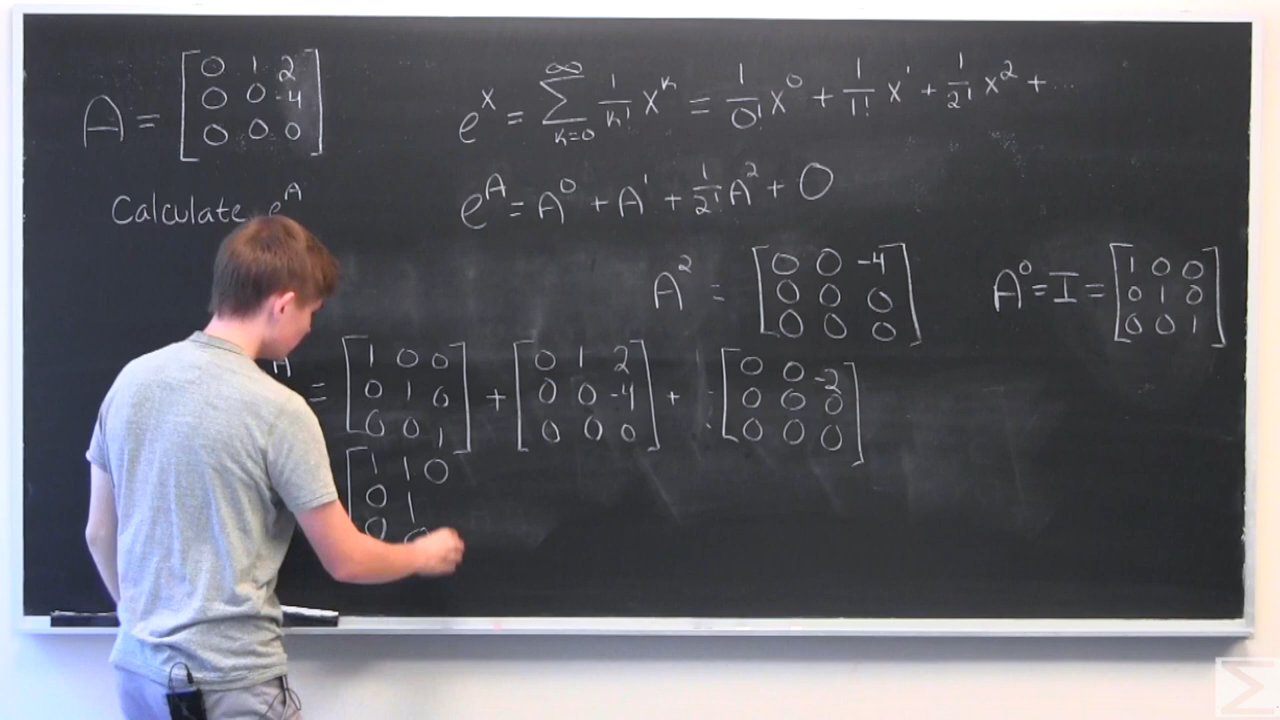 A = [0 1 2
0 0 -4
0 0 0]
e^x = ∑_{k=0}^{∞} 1/k! x^k = 1/0! x^0 + 1/1! x^1 + 1/2! x^2 + ...
Calculate e^A
e^A = A^0 + A^1 + 1/2! A^2 + 0
A^2 = [0 0 -4
0 0 0
0 0 0]
A^0 = I = [1 0 0
0 1 0
0 0 1]
A = [1 0 0
0 1 0
0 0 1] + [0 1 2
0 0 -4
0 0 0] + [0 0 -2
0 0 0
0 0 0]
[1 1 0
0 1
0 0
Σ